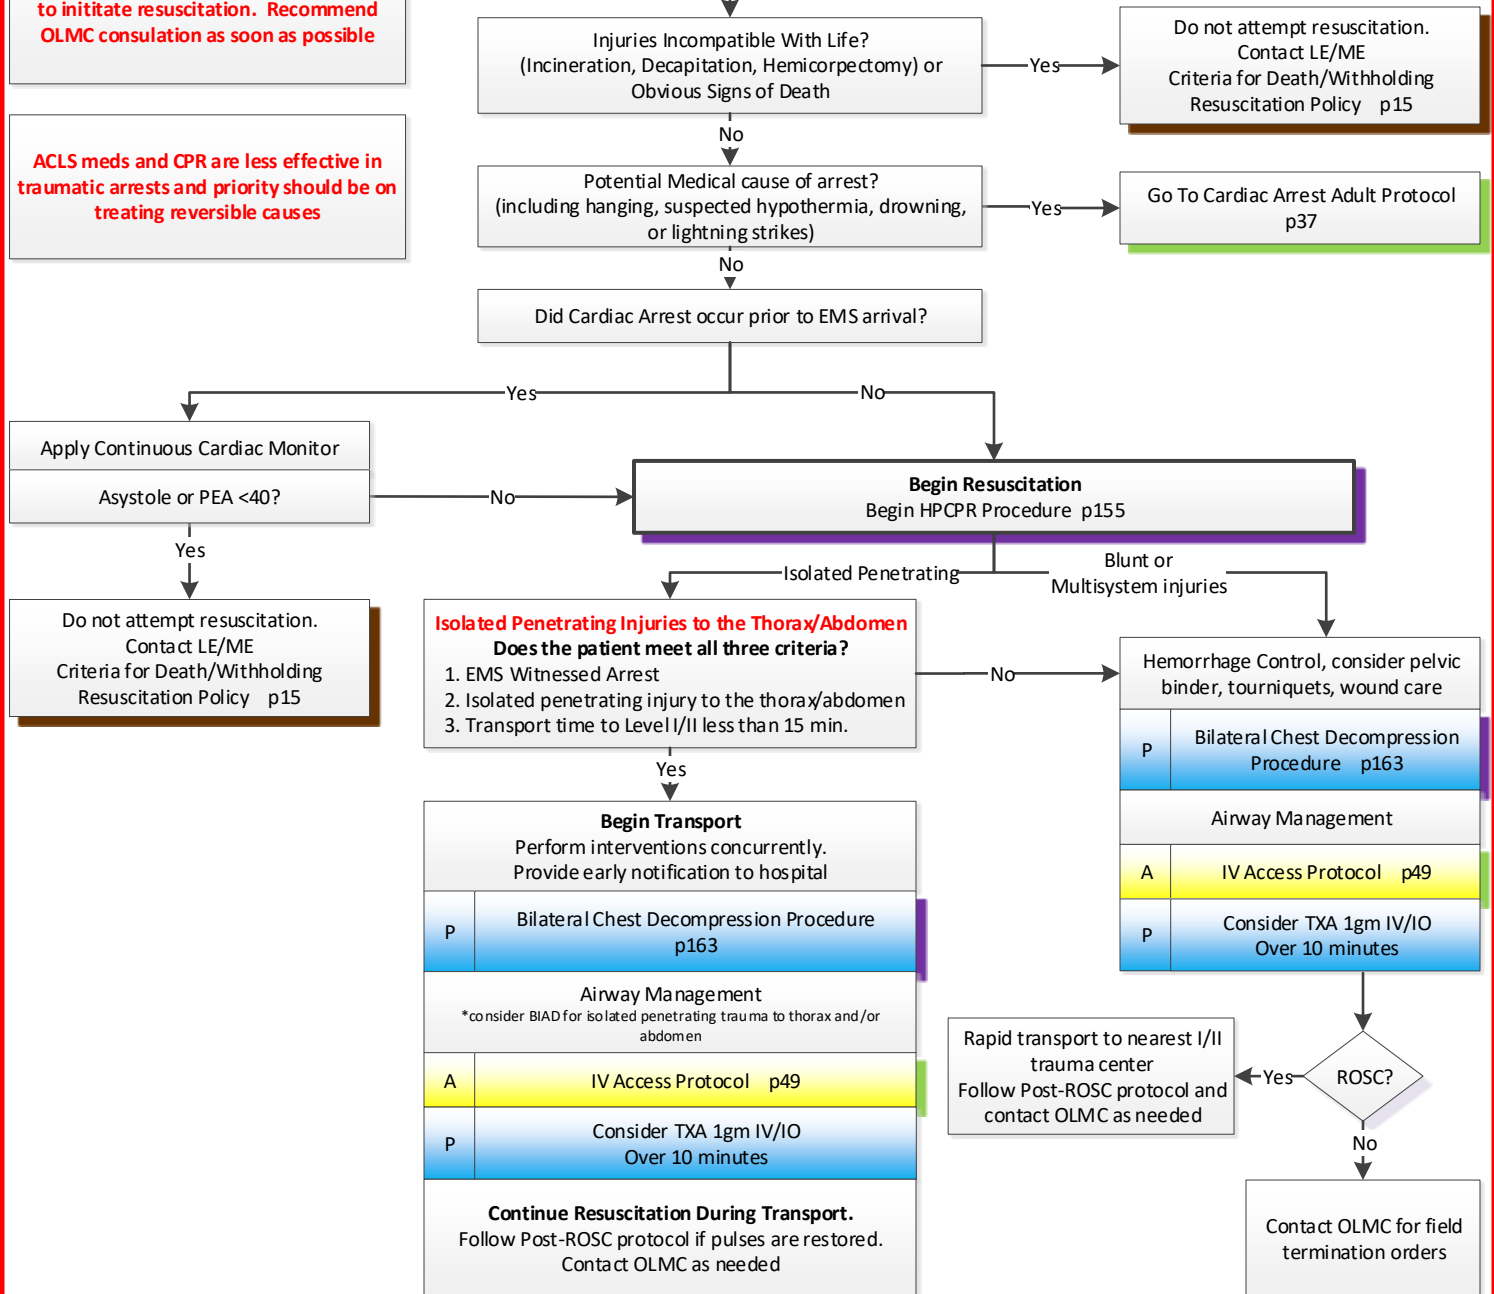 to inititate resuscitation. Recommend
OLMC consulation as soon as possible
ACLS meds and CPR are less effective in
traumatic arrests and priority should be on
treating reversible causes
Injuries Incompatible With Life?
(Incineration, Decapitation, Hemicorpectomy) or
Obvious Signs of Death
Yes
Do not attempt resuscitation.
Contact LE/ME
Criteria for Death/Withholding
Resuscitation Policy p15
No
Potential Medical cause of arrest?
(including hanging, suspected hypothermia, drowning,
or lightning strikes)
Yes
Go To Cardiac Arrest Adult Protocol
p37
No
Did Cardiac Arrest occur prior to EMS arrival?
Yes
No
Apply Continuous Cardiac Monitor
Asystole or PEA <40?
No
Yes
Do not attempt resuscitation.
Contact LE/ME
Criteria for Death/Withholding
Resuscitation Policy p15
Begin Resuscitation
Begin HPCPR Procedure p155
Isolated Penetrating
Blunt or
Multisystem injuries
Isolated Penetrating Injuries to the Thorax/Abdomen
Does the patient meet all three criteria?
1. EMS Witnessed Arrest
2. Isolated penetrating injury to the thorax/abdomen
3. Transport time to Level I/II less than 15 min.
No
Yes
Begin Transport
Perform interventions concurrently.
Provide early notification to hospital
P
Bilateral Chest Decompression Procedure
p163
Airway Management
*consider BIAD for isolated penetrating trauma to thorax and/or
abdomen
A
IV Access Protocol p49
P
Consider TXA 1gm IV/IO
Over 10 minutes
Continue Resuscitation During Transport.
Follow Post-ROSC protocol if pulses are restored.
Contact OLMC as needed
Hemorrhage Control, consider pelvic
binder, tourniquets, wound care
P
Bilateral Chest Decompression
Procedure p163
Airway Management
A
IV Access Protocol p49
P
Consider TXA 1gm IV/IO
Over 10 minutes
ROSC?
Yes
Rapid transport to nearest I/II
trauma center
Follow Post-ROSC protocol and
contact OLMC as needed
No
Contact OLMC for field
termination orders